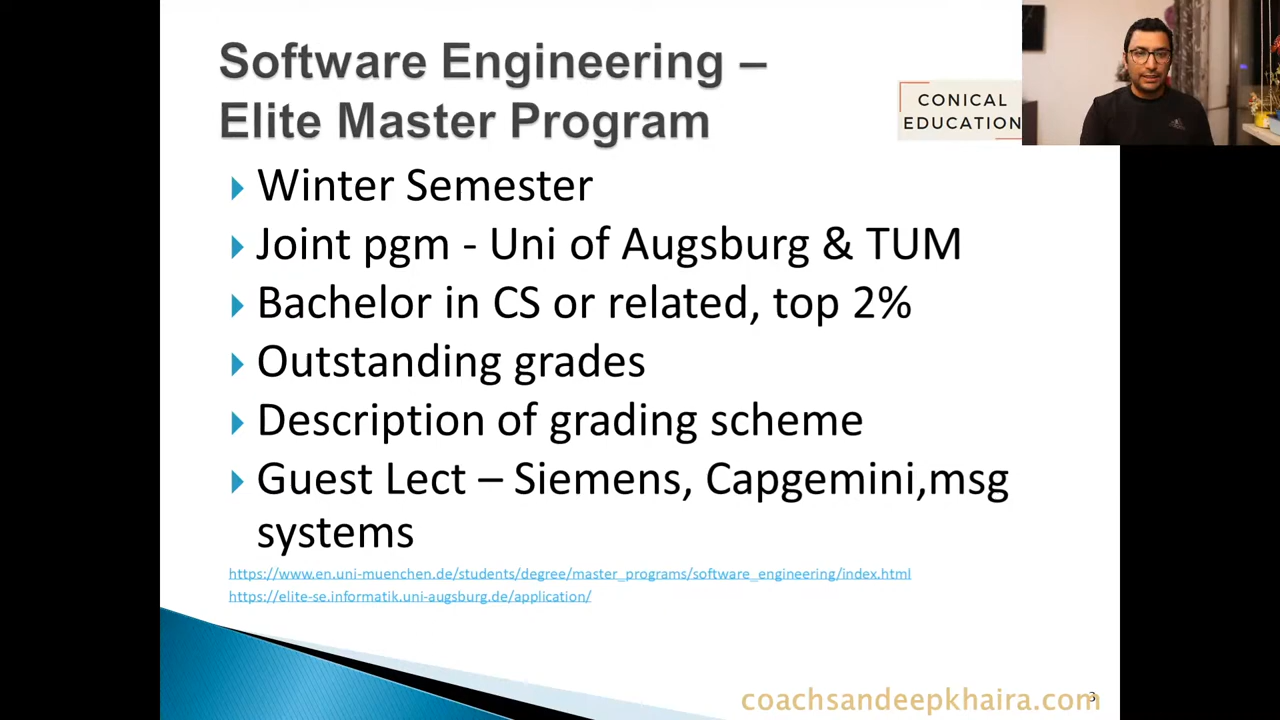 Software Engineering –
Elite Master Program
CONICAL
EDUCATION
Winter Semester
Joint pgm - Uni of Augsburg & TUM
Bachelor in CS or related, top 2%
Outstanding grades
Description of grading scheme
Guest Lect – Siemens, Capgemini,msg
systems
https://www.en.uni-muenchen.de/students/degree/master_programs/software_engineering/index.html
https://elite-se.informatik.uni-augsburg.de/application/
coachsandeepkhaira.com
3